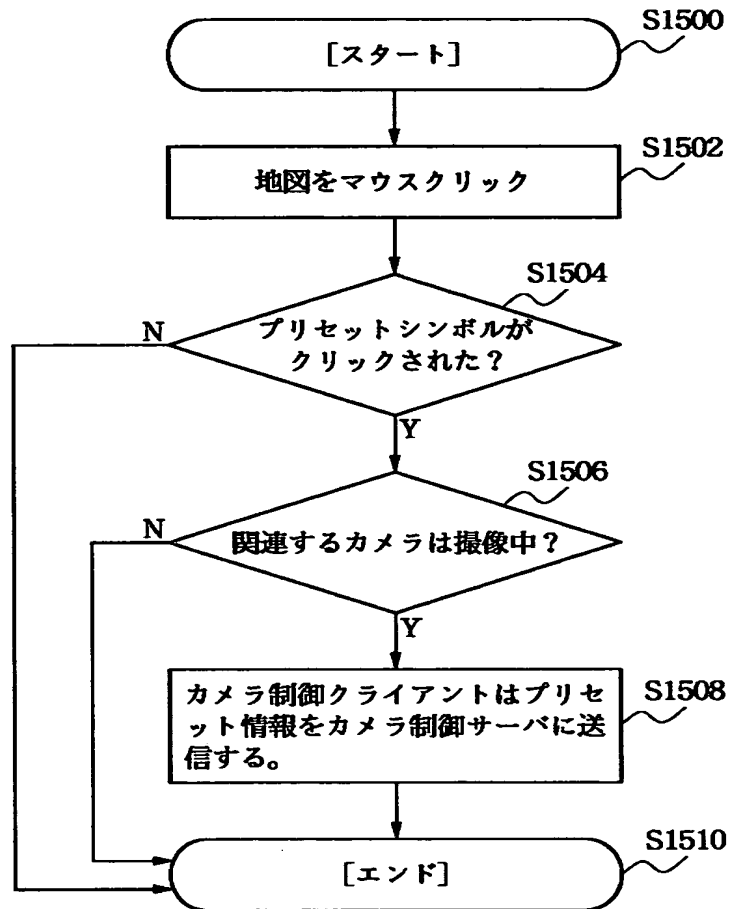 S1500
[スタート]
S1502
地図をマウスクリック
S1504
プリセットシンボルが
クリックされた？
N
Y
S1506
関連するカメラは撮像中？
N
Y
S1508
カメラ制御クライアントはプリセ
ット情報をカメラ制御サーバに送
信する。
S1510
[エンド]